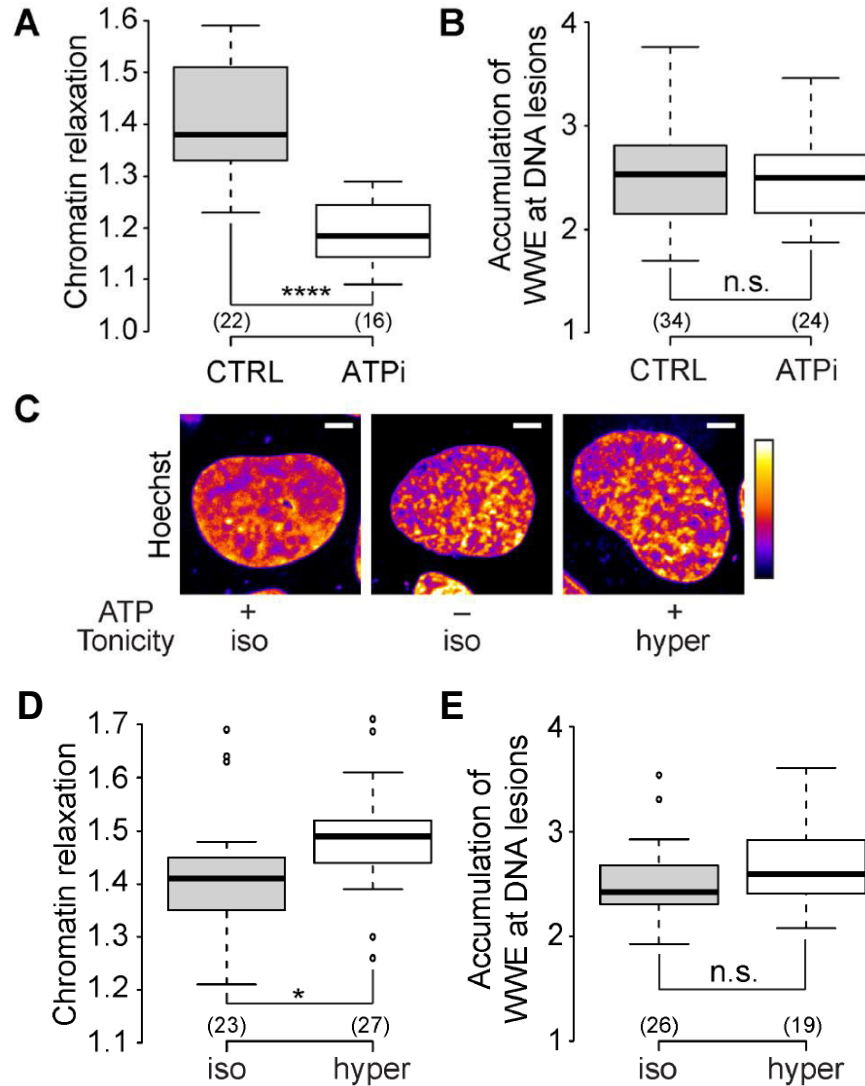 A
Chromatin relaxation
1.6
1.5
1.4
1.3
1.2
1.1
1.0
****
(22) (16)
CTRL ATPi
B
Accumulation of
WWE at DNA lesions
4
3
2
1
n.s.
(34) (24)
CTRL ATPi
C
Hoechst
ATP + – +
Tonicity iso iso hyper
D
Chromatin relaxation
1.7
1.6
1.5
1.4
1.3
1.2
1.1
*
(23) (27)
iso hyper
E
Accumulation of
WWE at DNA lesions
4
3
2
1
n.s.
(26) (19)
iso hyper